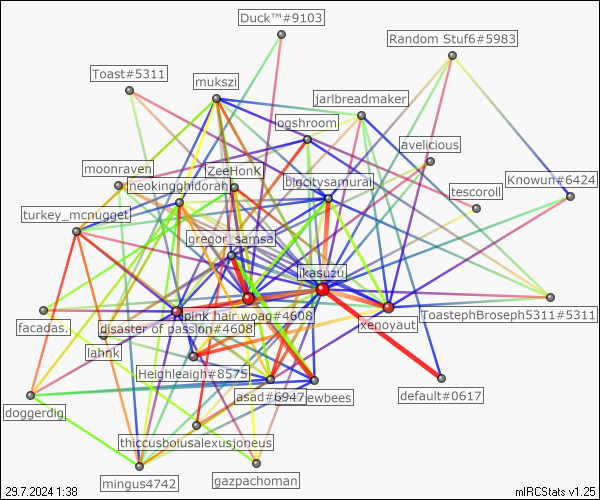 Duck™#9103
Random Stuf6#5983
Toast#5311
mukszi
jarlbreadmaker
ogshroom
avelicious
moonraven
ZeeHonK
bigcitysamurai
Knowun#6424
neokingghidorah
tescoroll
turkey_mcnugget
gregor_samsa
ikasuzu
ToastephBroseph5311#5311
pink hair woag#4608
facadas.
disaster of passion#4608
xenoyaut
lahnk
Heighleaigh#8575
asad#6947
ewbees
default#0617
doggerdig
thiccusboiusalexusjoneus
mingus4742
gazpachoman
29.7.2024 1:38
mIRCStats v1.25